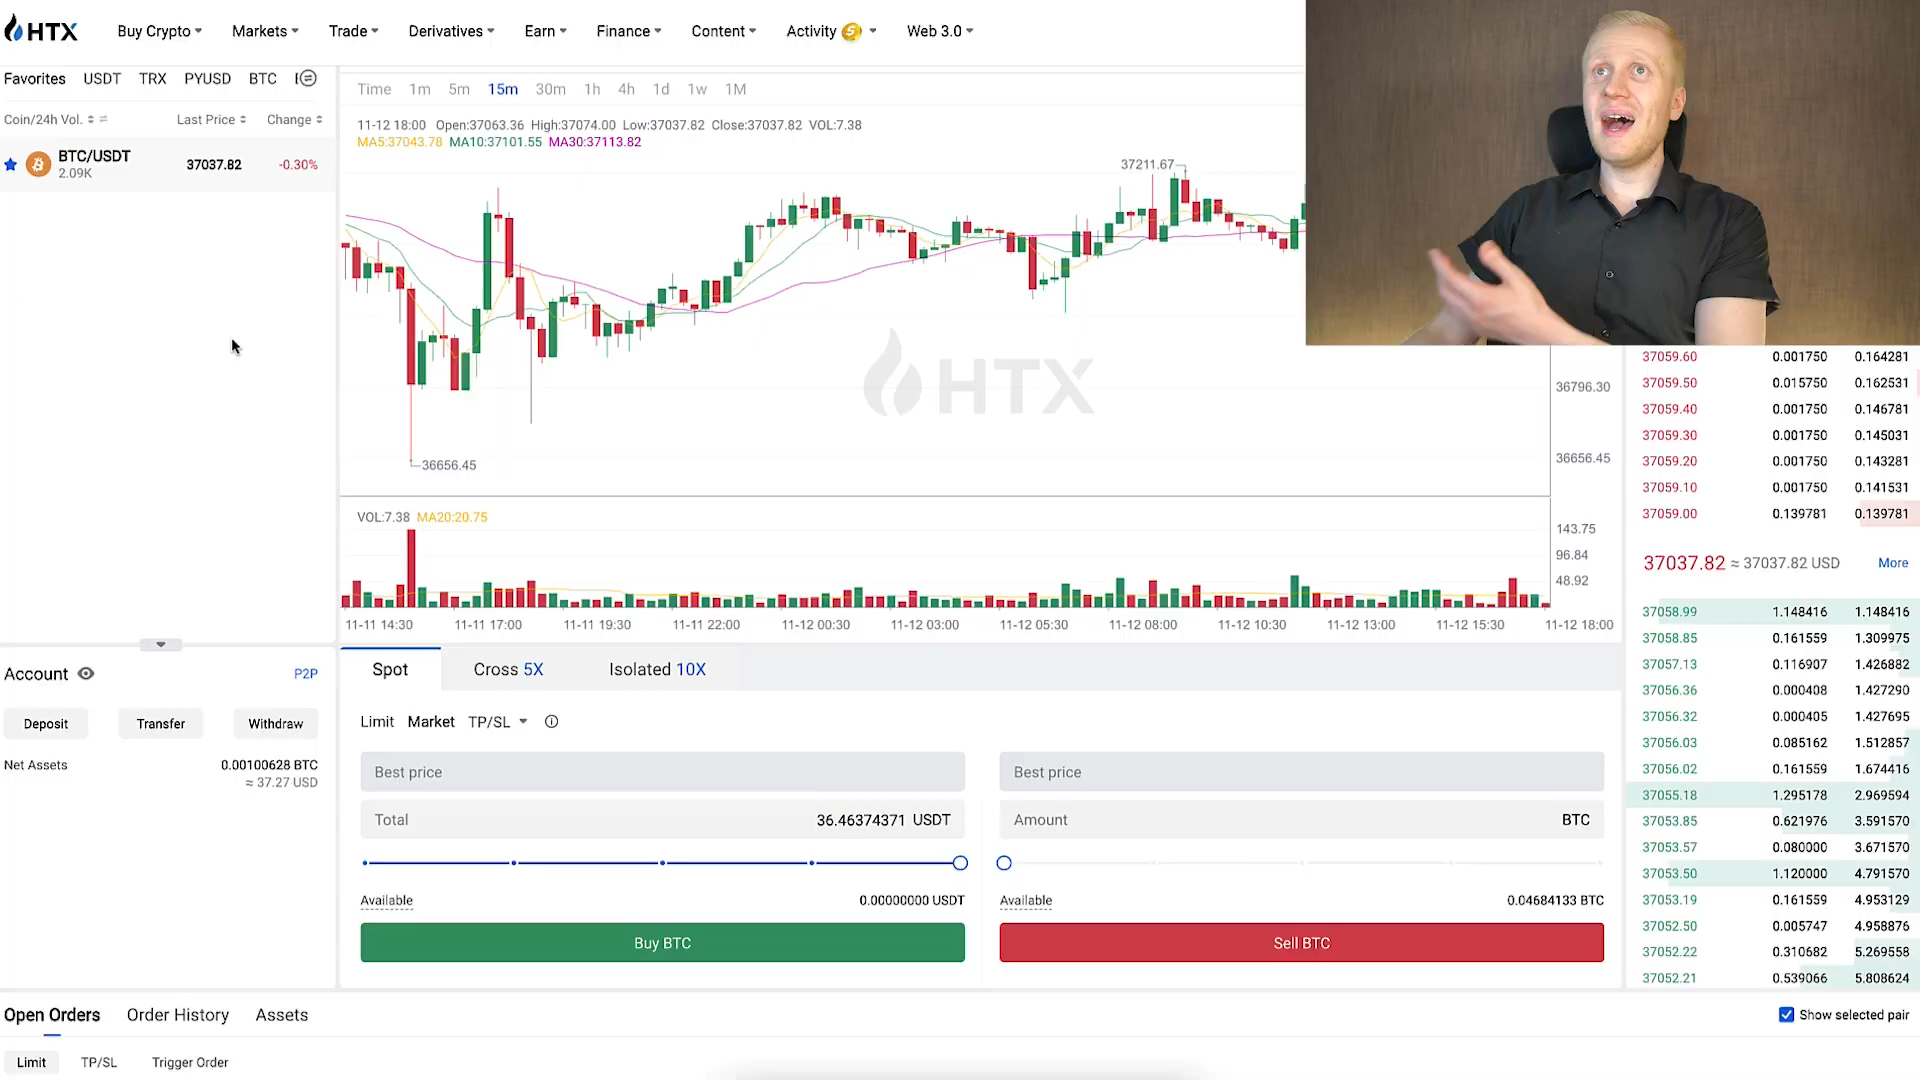 HTX
Buy Crypto
Markets
Trade
Derivatives
Earn
Finance
Content
Activity
Web 3.0
Favorites USDT TRX PYUSD BTC
Coin/24h Vol. Last Price Change
BTC/USDT 37037.82 -0.30%
2.09K
Time 1m 5m 15m 30m 1h 4h 1d 1w 1M
11-12 18:00 Open:37063.36 High:37074.00 Low:37037.82 Close:37037.82 VOL:7.38
MA5:37043.78 MA10:37101.55 MA30:37113.82
37211.67
HTX
36796.30
36656.45
36656.45
VOL:7.38 MA20:20.75
143.75
96.84
48.92
11-11 14:30 11-11 17:00 11-11 19:30 11-11 22:00 11-12 00:30 11-12 03:00 11-12 05:30 11-12 08:00 11-12 10:30 11-12 13:00 11-12 15:30 11-12 18:00
37059.60 0.001750 0.164281
37059.50 0.015750 0.162531
37059.40 0.001750 0.146781
37059.30 0.001750 0.145031
37059.20 0.001750 0.143281
37059.10 0.001750 0.141531
37059.00 0.139781 0.139781
37037.82 ≈ 37037.82 USD More
37058.99 1.148416 1.148416
37058.85 0.161559 1.309975
37057.13 0.116907 1.426882
37056.36 0.000408 1.427290
37056.32 0.000405 1.427695
37056.03 0.085162 1.512857
37056.02 0.161559 1.674416
37055.18 1.295178 2.969594
37053.85 0.621976 3.591570
37053.57 0.080000 3.671570
37053.50 1.120000 4.791570
37053.19 0.161559 4.953129
37052.50 0.005747 4.958876
37052.22 0.310682 5.269558
37052.21 0.539066 5.808624
Account P2P
Deposit Transfer Withdraw
Net Assets 0.00100628 BTC
≈ 37.27 USD
Spot Cross 5X Isolated 10X
Limit Market TP/SL
Best price
Total 36.46374371 USDT
Available 0.00000000 USDT
Buy BTC
Best price
Amount BTC
Available 0.04684133 BTC
Sell BTC
Open Orders Order History Assets
Show selected pair
Limit TP/SL Trigger Order